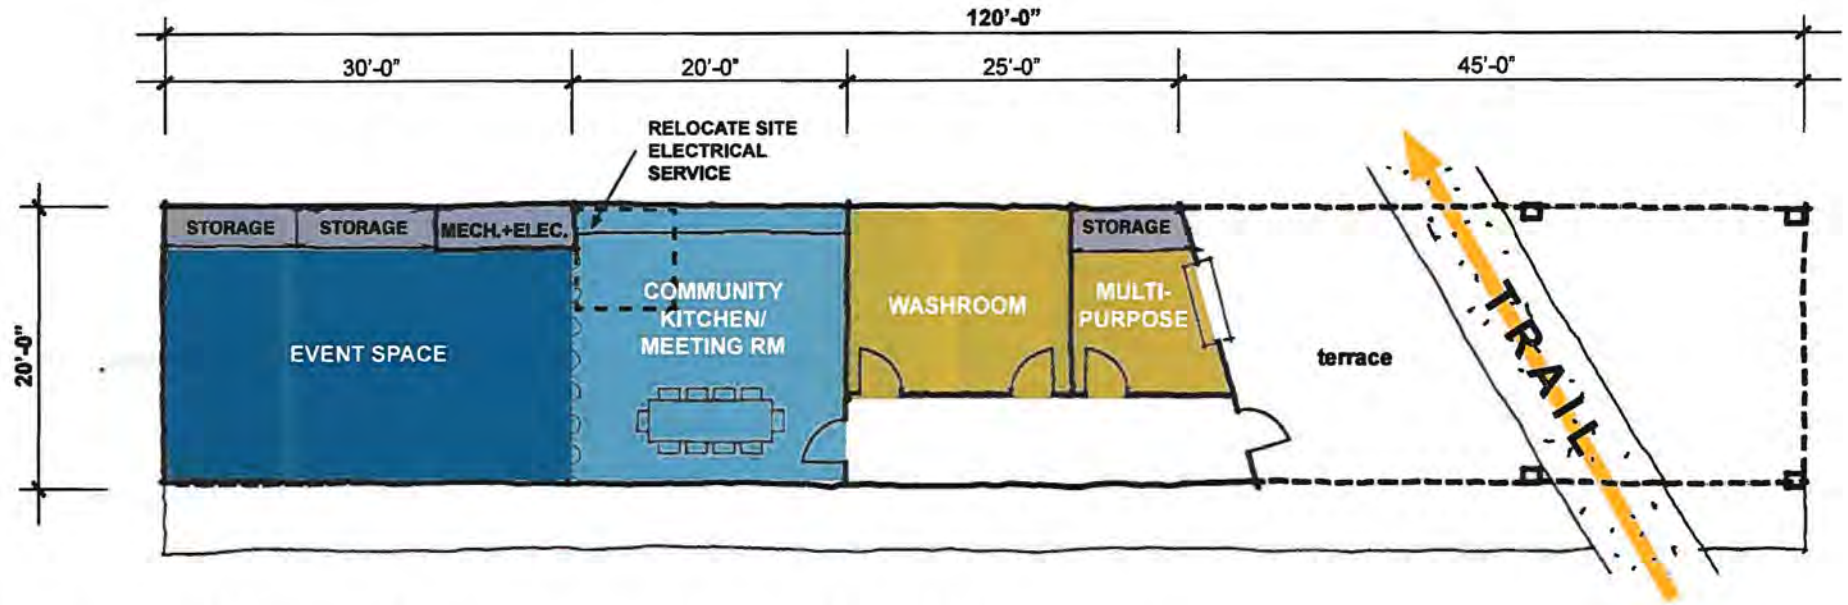 120'-0"
30'-0"
20'-0"
25'-0"
45'-0"
RELOCATE SITE
ELECTRICAL
SERVICE
20'-0"
STORAGE
STORAGE
MECH.+ELEC.
STORAGE
EVENT SPACE
COMMUNITY
KITCHEN/
MEETING RM
WASHROOM
MULTI-
PURPOSE
terrace
TRAIL